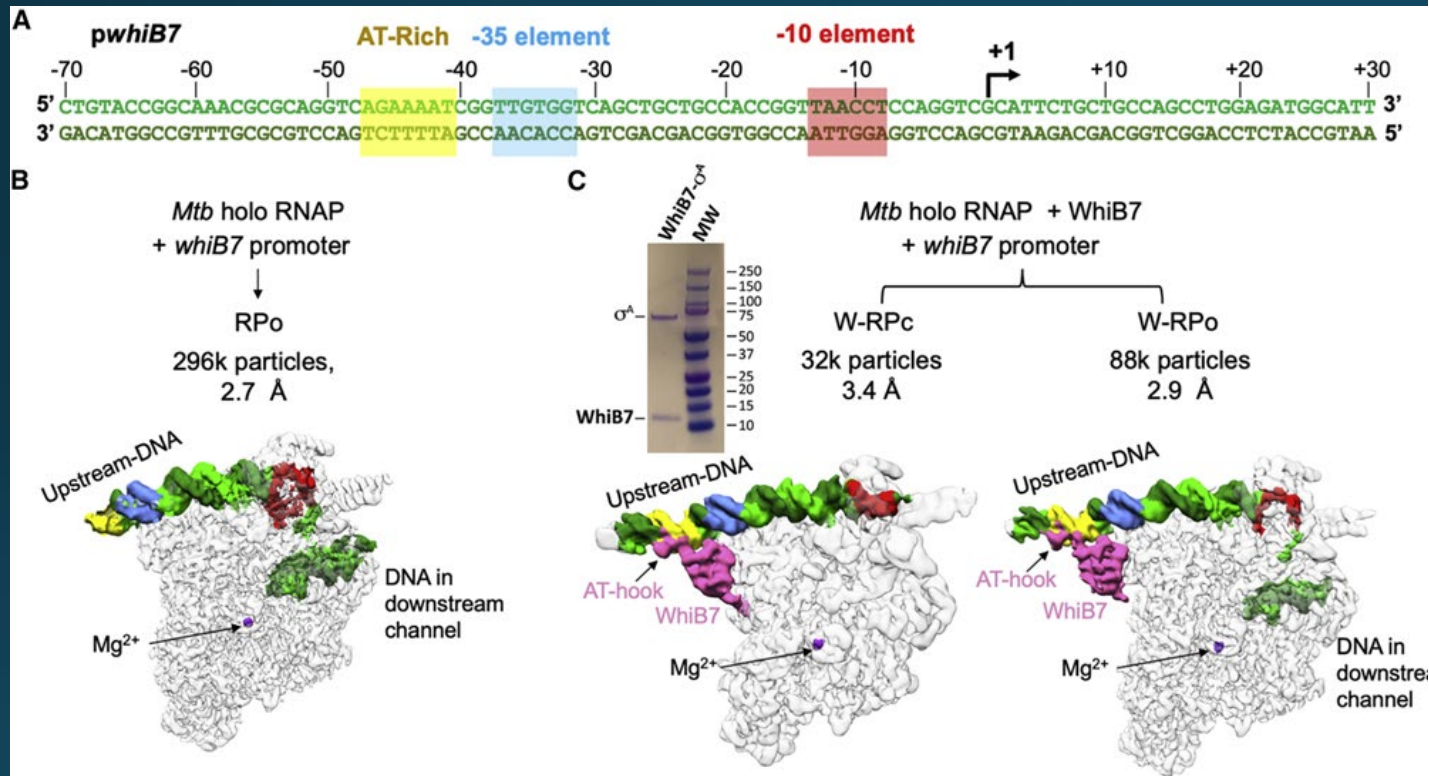 A
pwhiB7
AT-Rich
-35 element
-10 element
+1
-70 -60 -50 -40 -30 -20 -10 +10 +20 +30
5’ CTGTACCGGCAAACGCGCAGGTCAGAAAATCGGTTGTGGTCAGCTGCTGCCACCGGTTAACCTCCAGGTCGCATTCTGCTGCCAGCCTGGAGATGGCATT 3’
3’ GACATGGCCGTTTGCGCGTCCAGTCTTTTAGCCAACACCAGTCGACGACGGTGGCCAATTGGAGGTCCAGCGTAAGACGACGGTCGGACCTCTACCGTAA 5’
B
Mtb holo RNAP
+ whiB7 promoter
RPo
296k particles,
2.7 Å
Upstream-DNA
DNA in
downstream
channel
Mg2+
C
WhiB7-σA
MW
250
150
100
75
50
37
25
20
15
10
σA
WhiB7
Mtb holo RNAP + WhiB7
+ whiB7 promoter
W-RPc
32k particles
3.4 Å
W-RPo
88k particles
2.9 Å
Upstream-DNA
AT-hook
WhiB7
Mg2+
Upstream-DNA
AT-hook
WhiB7
Mg2+
DNA in
downstrea
channel